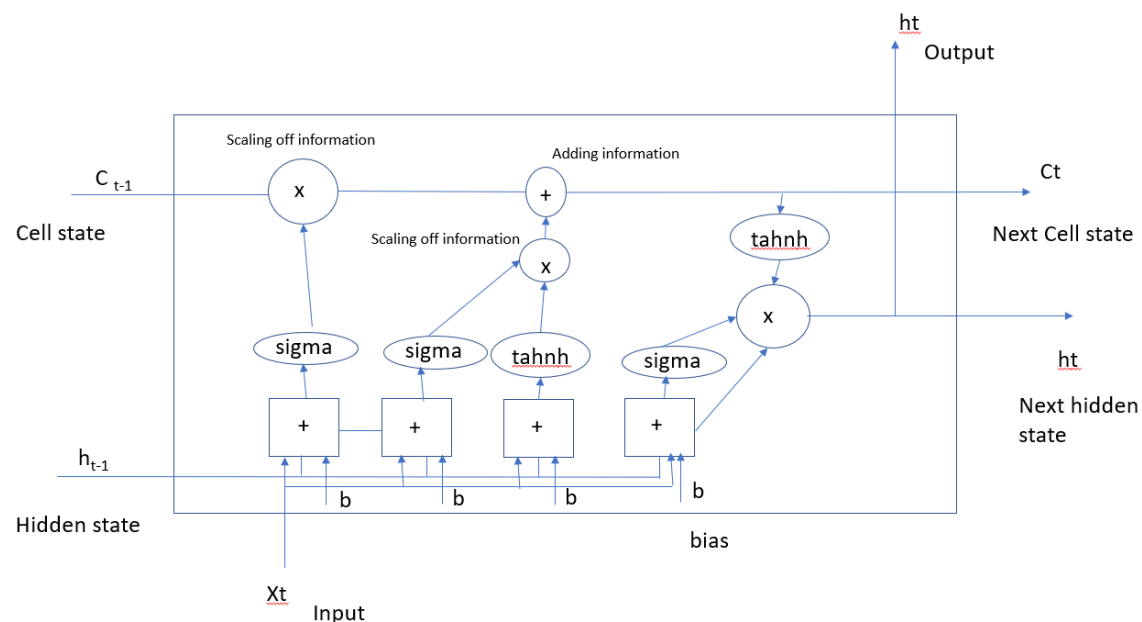 ht
Output
Scaling off information
Adding information
C t-1
x
+
Ct
Cell state
Scaling off information
tahnh
Next Cell state
x
x
sigma
sigma
tahnh
sigma
ht
+
+
+
+
Next hidden
state
ht-1
b
b
b
b
Hidden state
bias
Xt
Input